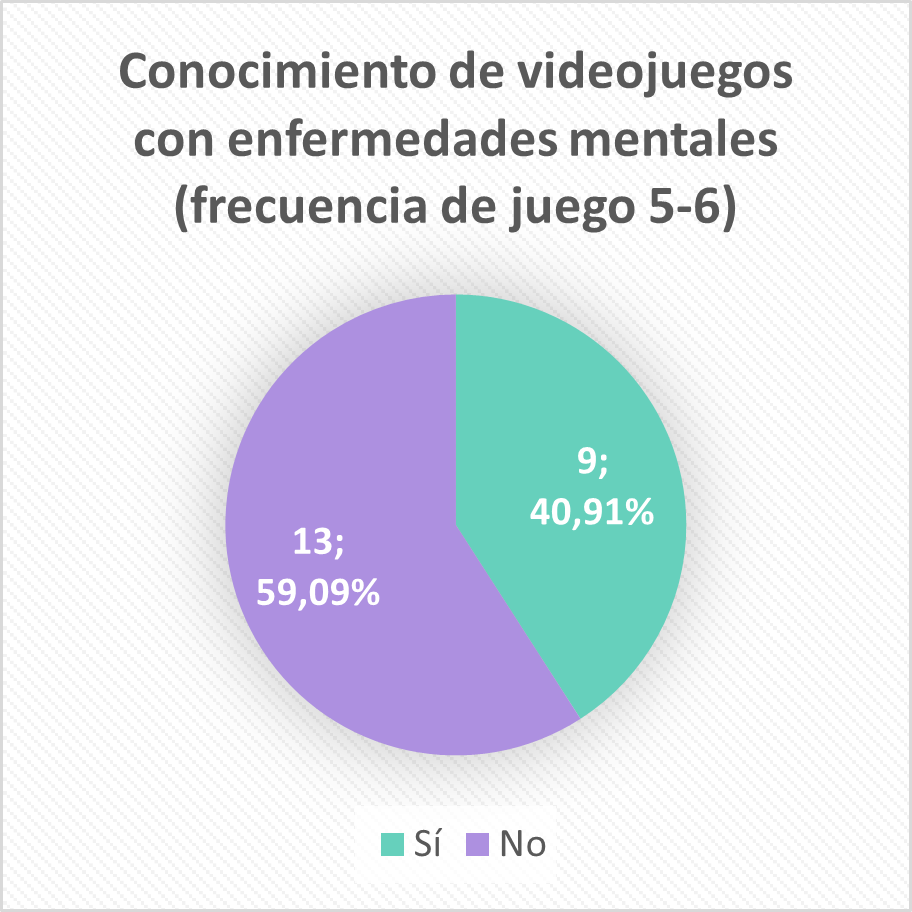 Conocimiento de videojuegos
con enfermedades mentales
(frecuencia de juego 5-6)
9;
40,91%
13;
59,09%
Sí No